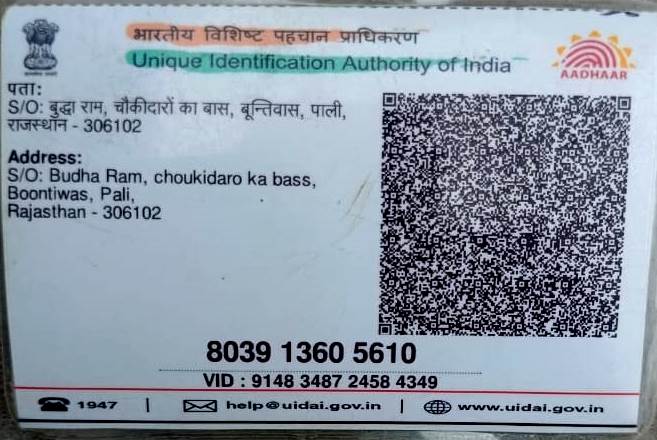 भारतीय विशिष्ट पहचान प्राधिकरण
Unique Identification Authority of India
AADHAAR
पता:
S/O: बुद्धा राम, चौकीदारों का बास, बून्तिवास, पाली,
राजस्थान - 306102
Address:
S/O: Budha Ram, choukidaro ka bass,
Boontiwas, Pali,
Rajasthan - 306102
8039 1360 5610
VID : 9148 3487 2458 4349
1947 | help@uidai.gov.in | www.uidai.gov.in